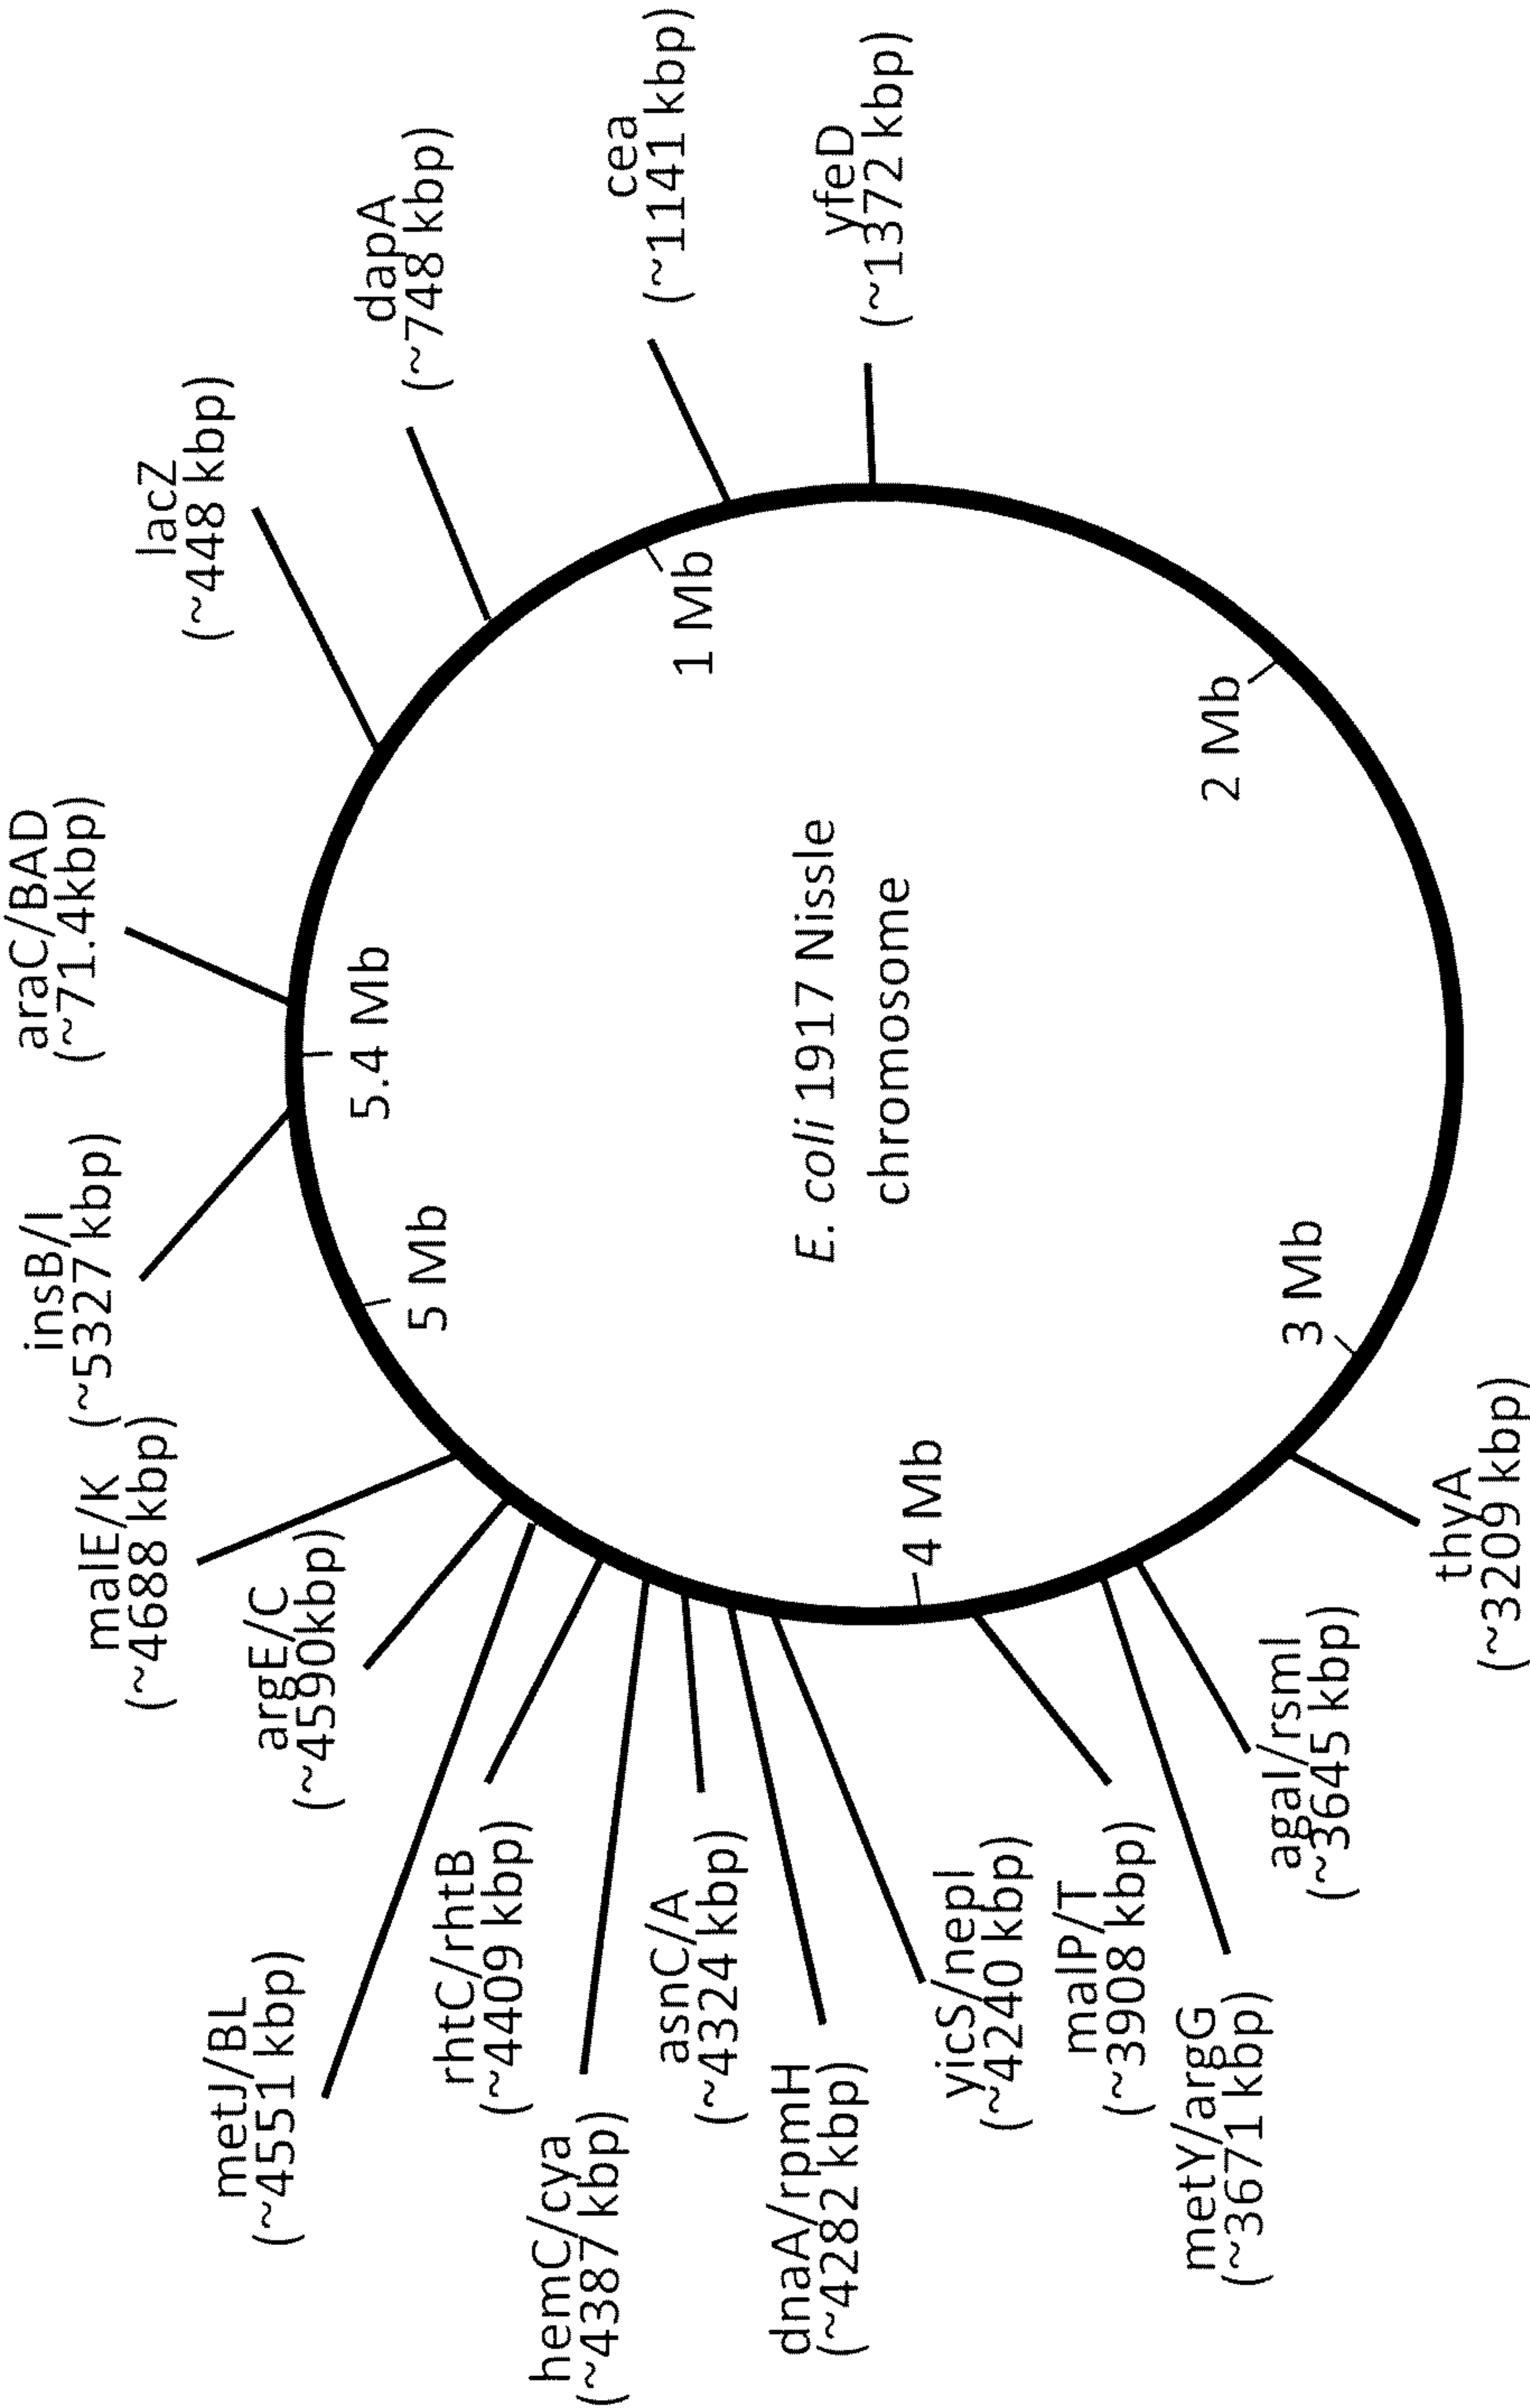 araC/BAD
(~71.4kbp)
lacZ
(~448 kbp)
dapA
(~748 kbp)
cea
(~1141 kbp)
yfeD
(~1372 kbp)
thyA
(~3209 kbp)
agaI/rsmI
(~3645 kbp)
metY/argG
(~3671kbp)
malP/T
(~3908 kbp)
yicS/nepI
(~4240 kbp)
dnaA/rpmH
(~4282 kbp)
asnC/A
(~4324 kbp)
hemC/cya
(~4387 kbp)
rhtC/rhtB
(~4409 kbp)
metJ/BL
(~4551 kbp)
argE/C
(~4590kbp)
malE/K
(~4688 kbp)
insB/I
(~5327 kbp)
5.4 Mb
1 Mb
2 Mb
3 Mb
4 Mb
5 Mb
E. coli 1917 Nissle
chromosome